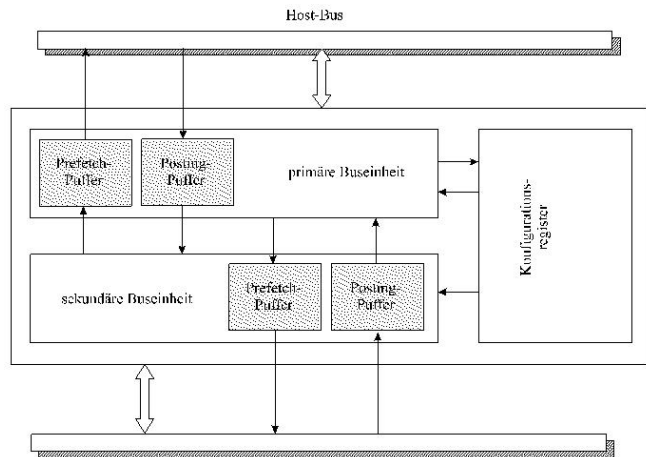 Host-Bus
Prefetch-
Puffer
Posting-
Puffer
primäre Buseinheit
Konfigurations-
register
sekundäre Buseinheit
Prefetch-
Puffer
Posting-
Puffer